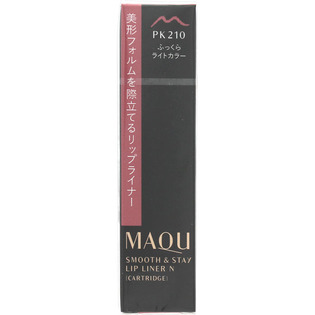 美形フォルムを際立てるリップライナー
PK210
ふっくら
ライトカラー
MAQU
SMOOTH & STAY
LIP LINER N
(CARTRIDGE)